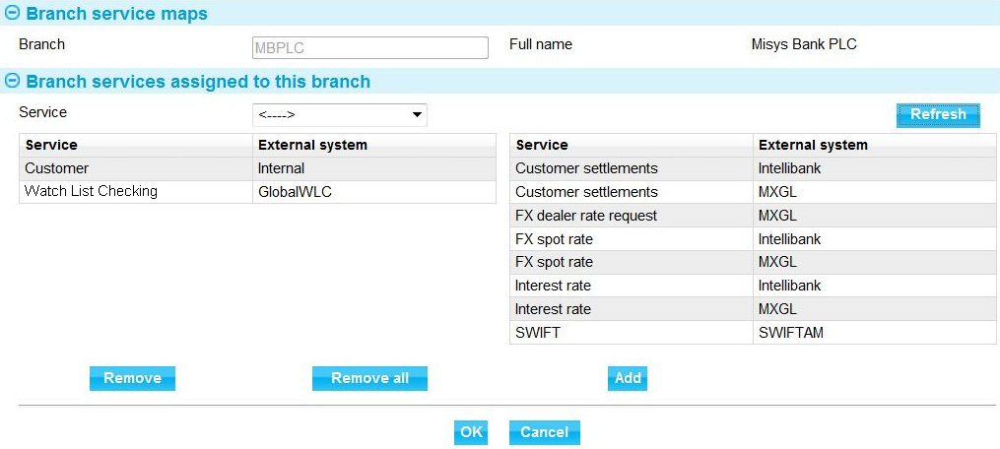 Branch service maps
Branch MBPLC Full name Misys Bank PLC
Branch services assigned to this branch
Service <----> Refresh
Service External system Service External system
Customer Internal Customer settlements Intellibank
Watch List Checking GlobalWLC Customer settlements MXGL
FX dealer rate request MXGL
FX spot rate Intellibank
FX spot rate MXGL
Interest rate Intellibank
Interest rate MXGL
SWIFT SWIFTAM
Remove Remove all Add
OK Cancel